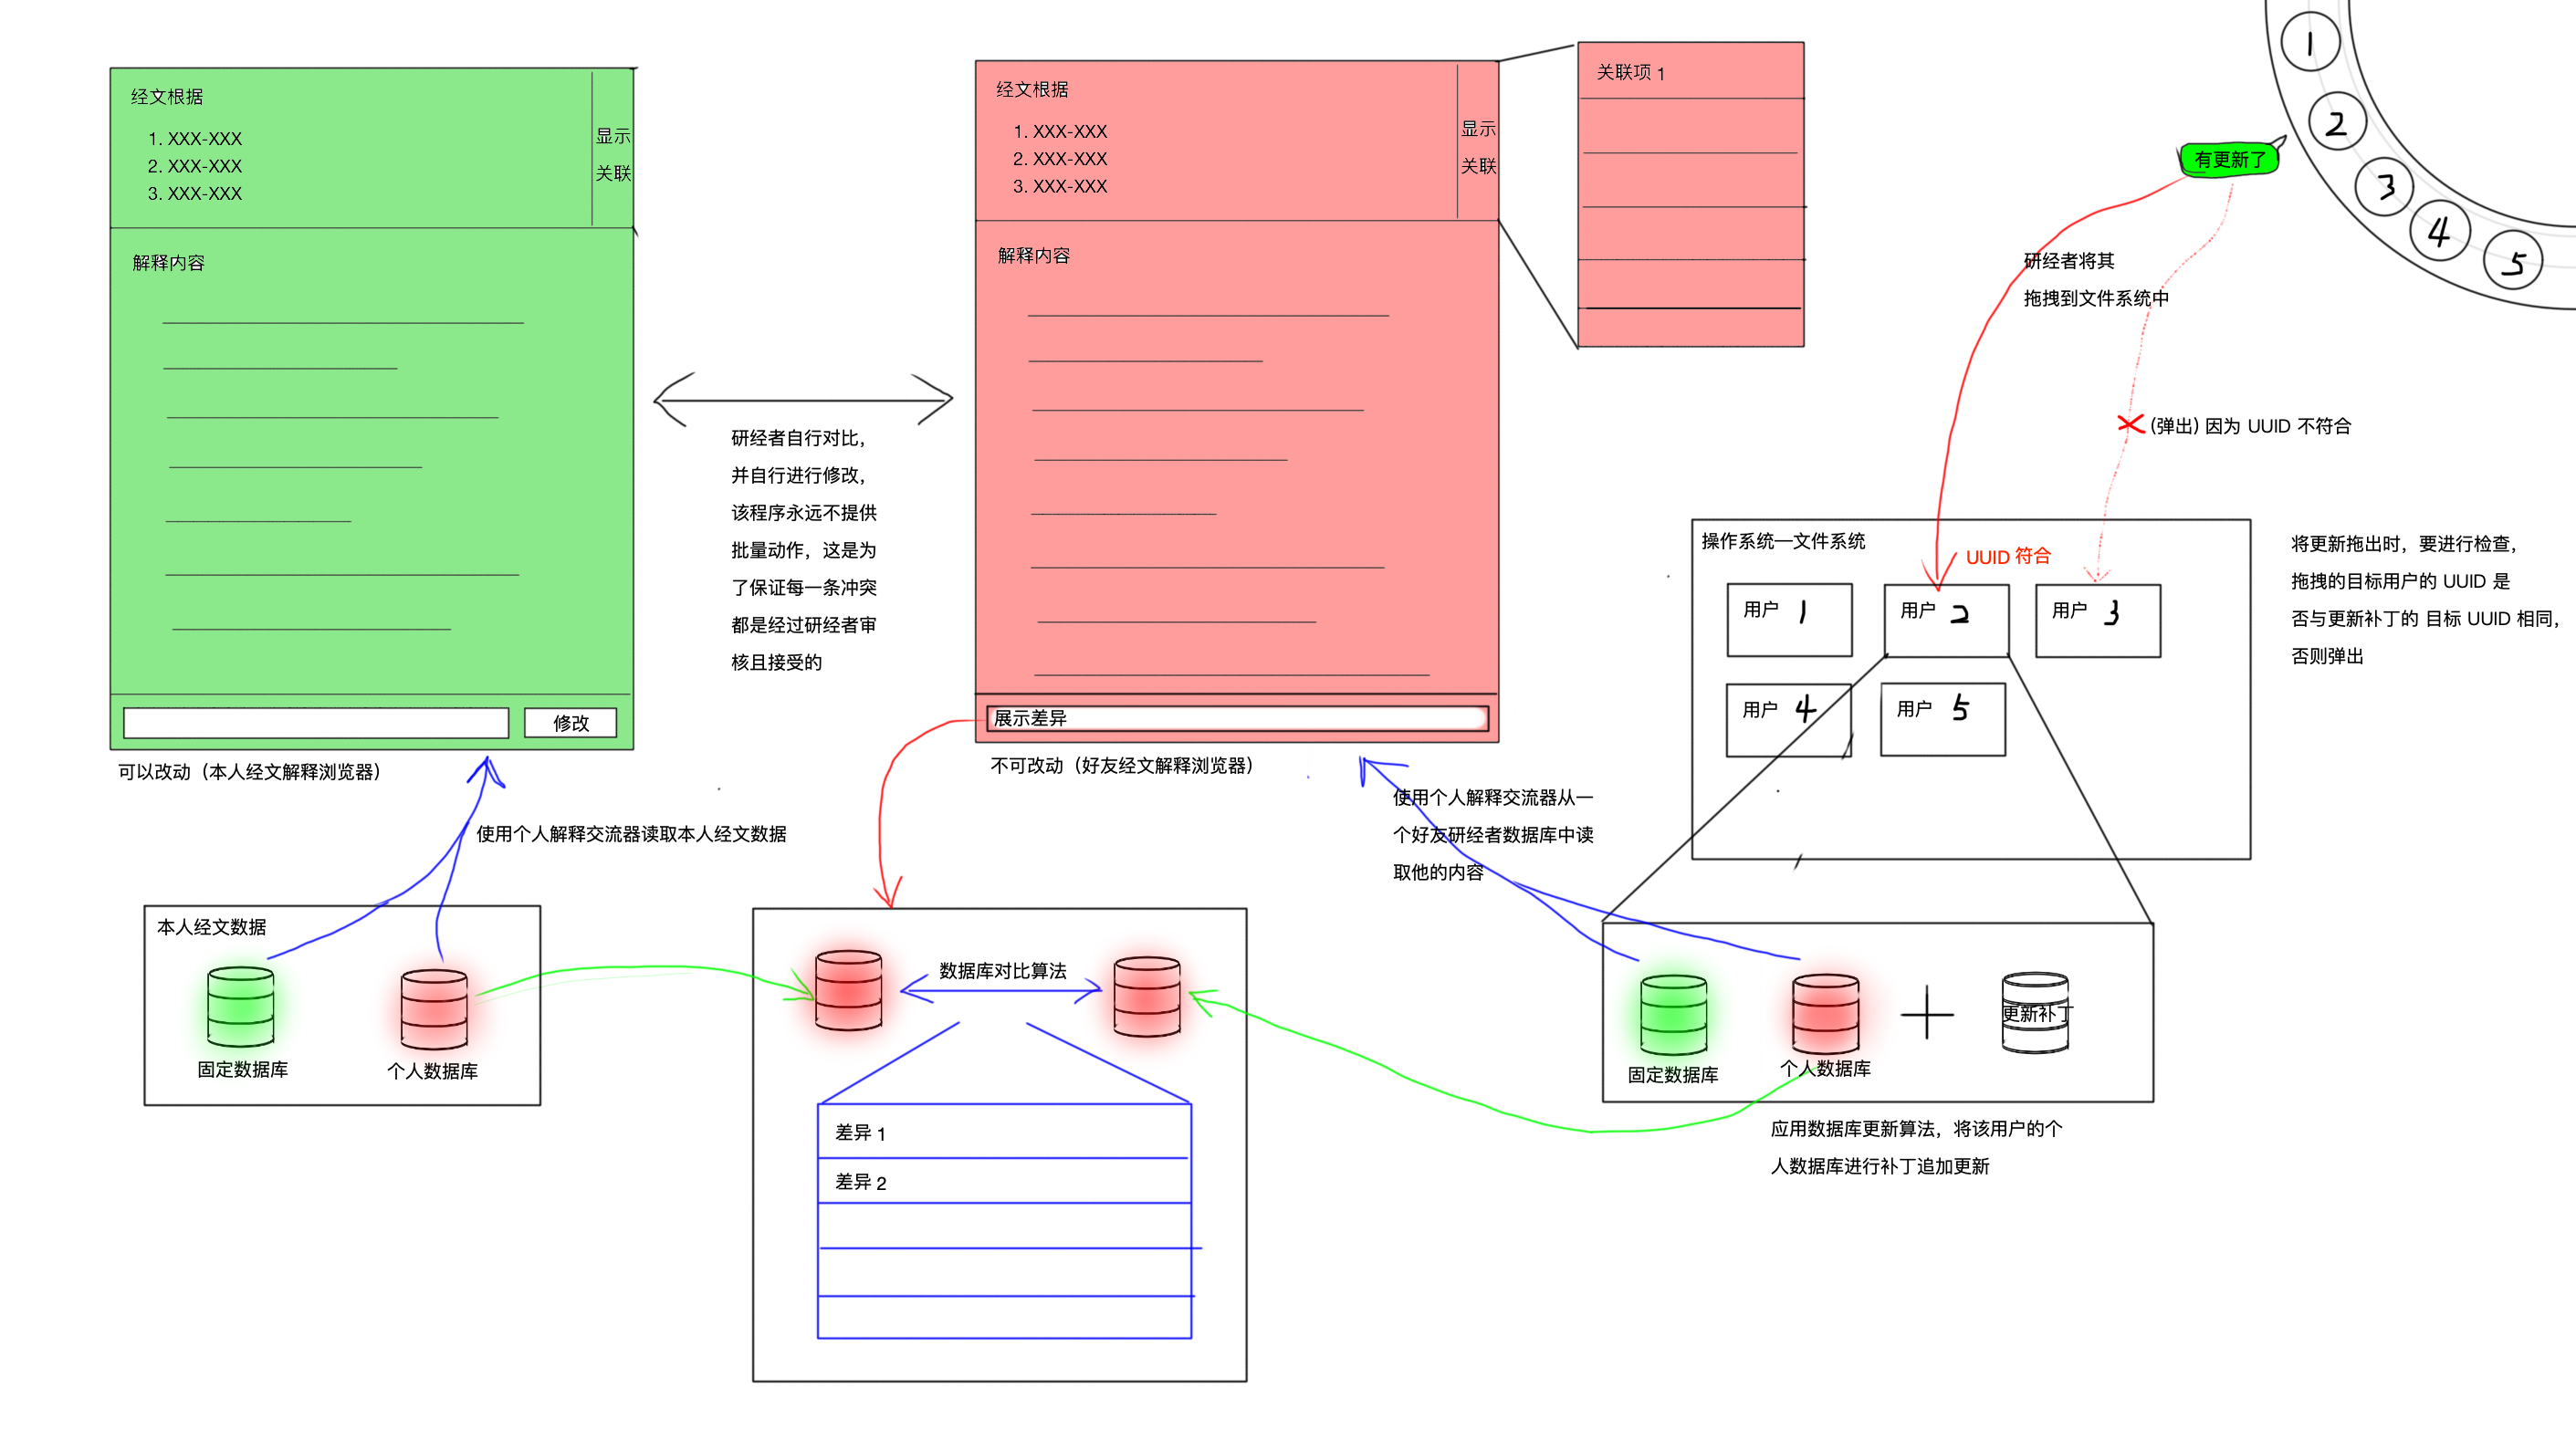 经文根据
1. XXX-XXX
2. XXX-XXX
3. XXX-XXX
显示
关联
解释内容
修改
可以改动（本人经文解释浏览器）
研经者自行对比，
并自行进行修改，
该程序永远不提供
批量动作，这是为
了保证每一条冲突
都是经过研经者审
核且接受的
经文根据
1. XXX-XXX
2. XXX-XXX
3. XXX-XXX
显示
关联
解释内容
展示差异
不可改动（好友经文解释浏览器）
关联项 1
1
2
3
4
5
有更新了
研经者将其
拖拽到文件系统中
(弹出) 因为 UUID 不符合
操作系统—文件系统
UUID 符合
用户 1
用户 2
用户 3
用户 4
用户 5
将更新拖出时，要进行检查，
拖拽的目标用户的 UUID 是
否与更新补丁的 目标 UUID 相同，
否则弹出
使用个人解释交流器读取本人经文数据
使用个人解释交流器从一
个好友研经者数据库中读
取他的内容
本人经文数据
固定数据库
个人数据库
数据库对比算法
差异 1
差异 2
固定数据库
个人数据库
更新补丁
应用数据库更新算法，将该用户的个
人数据库进行补丁追加更新